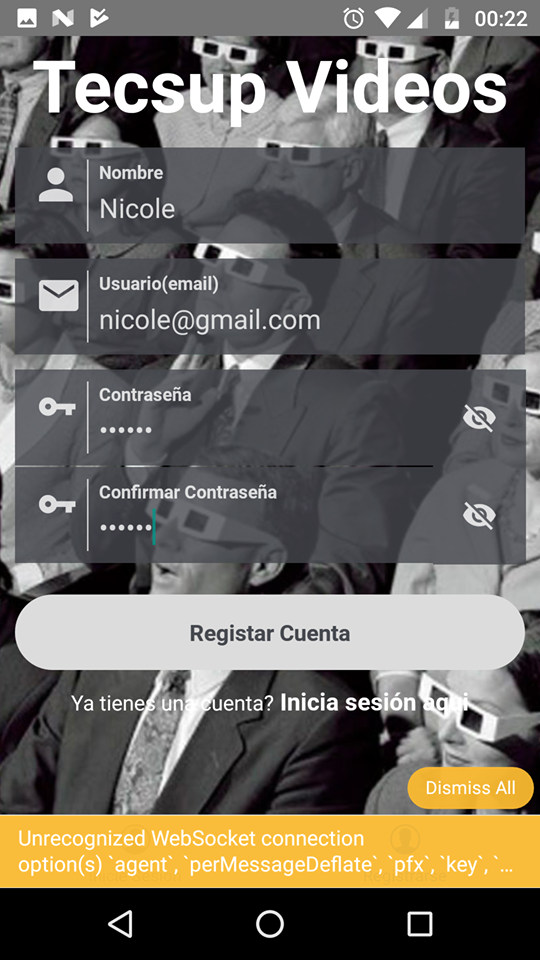 00:22
Tecsup Videos
Nombre
Nicole
Usuario(email)
nicole@gmail.com
Contraseña
••••••
Confirmar Contraseña
••••••
Registar Cuenta
Ya tienes una cuenta? Inicia sesión aqui
Dismiss All
Unrecognized WebSocket connection
option(s) `agent`, `perMessageDeflate`, `pfx`, `key`, `...